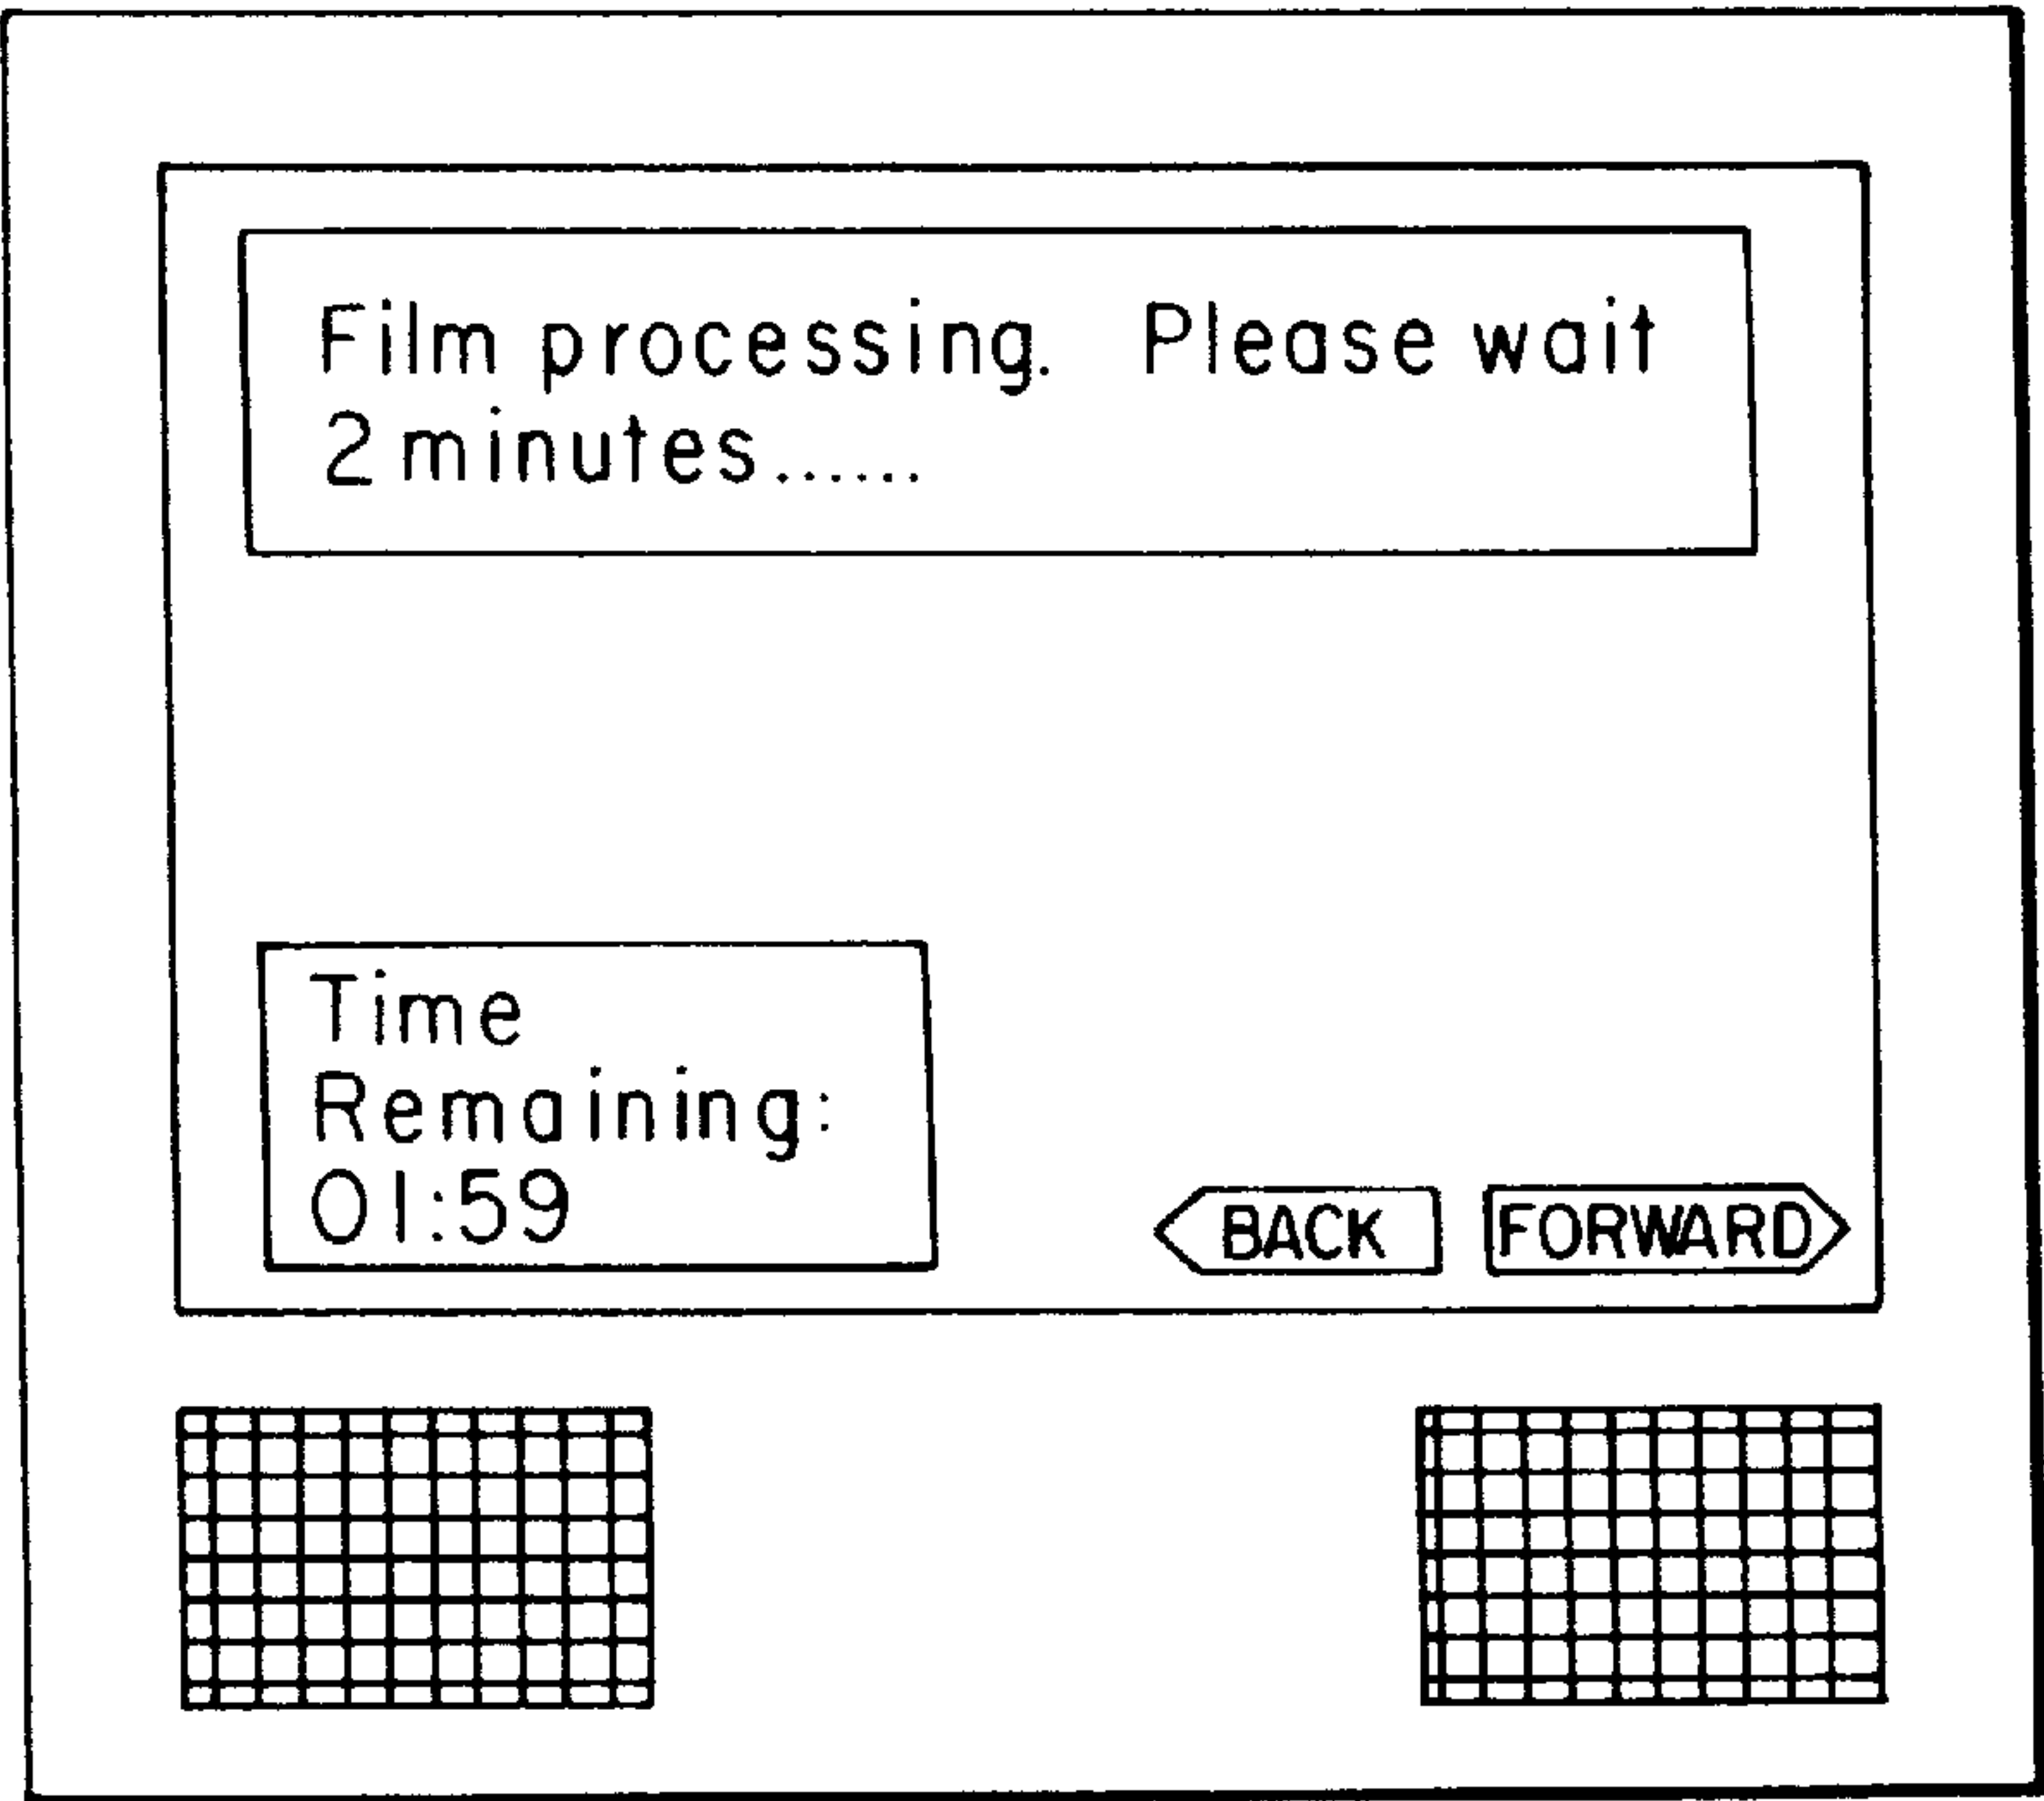 Film processing. Please wait
2 minutes......
Time
Remaining:
01:59
BACK
FORWARD